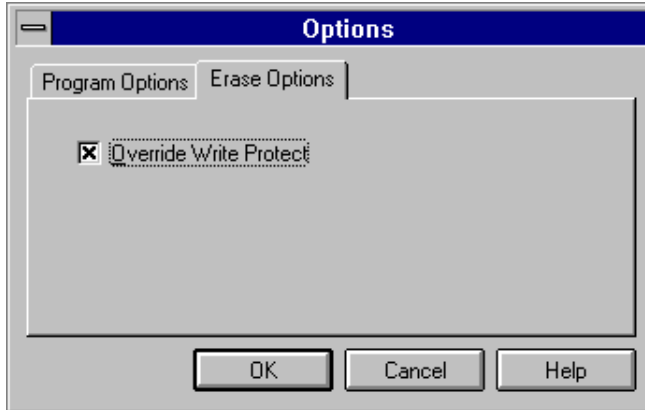 Options
Program Options Erase Options
Override Write Protect
OK Cancel Help